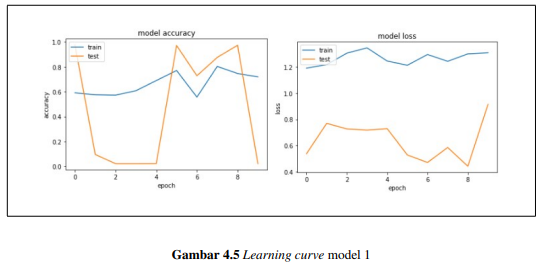 model accuracy
train
test
1.0
0.8
0.6
0.4
0.2
0.0
accuracy
0 2 4 6 8
epoch
model loss
train
test
1.2
1.0
0.8
0.6
0.4
loss
0 2 4 6 8
epoch
Gambar 4.5 Learning curve model 1